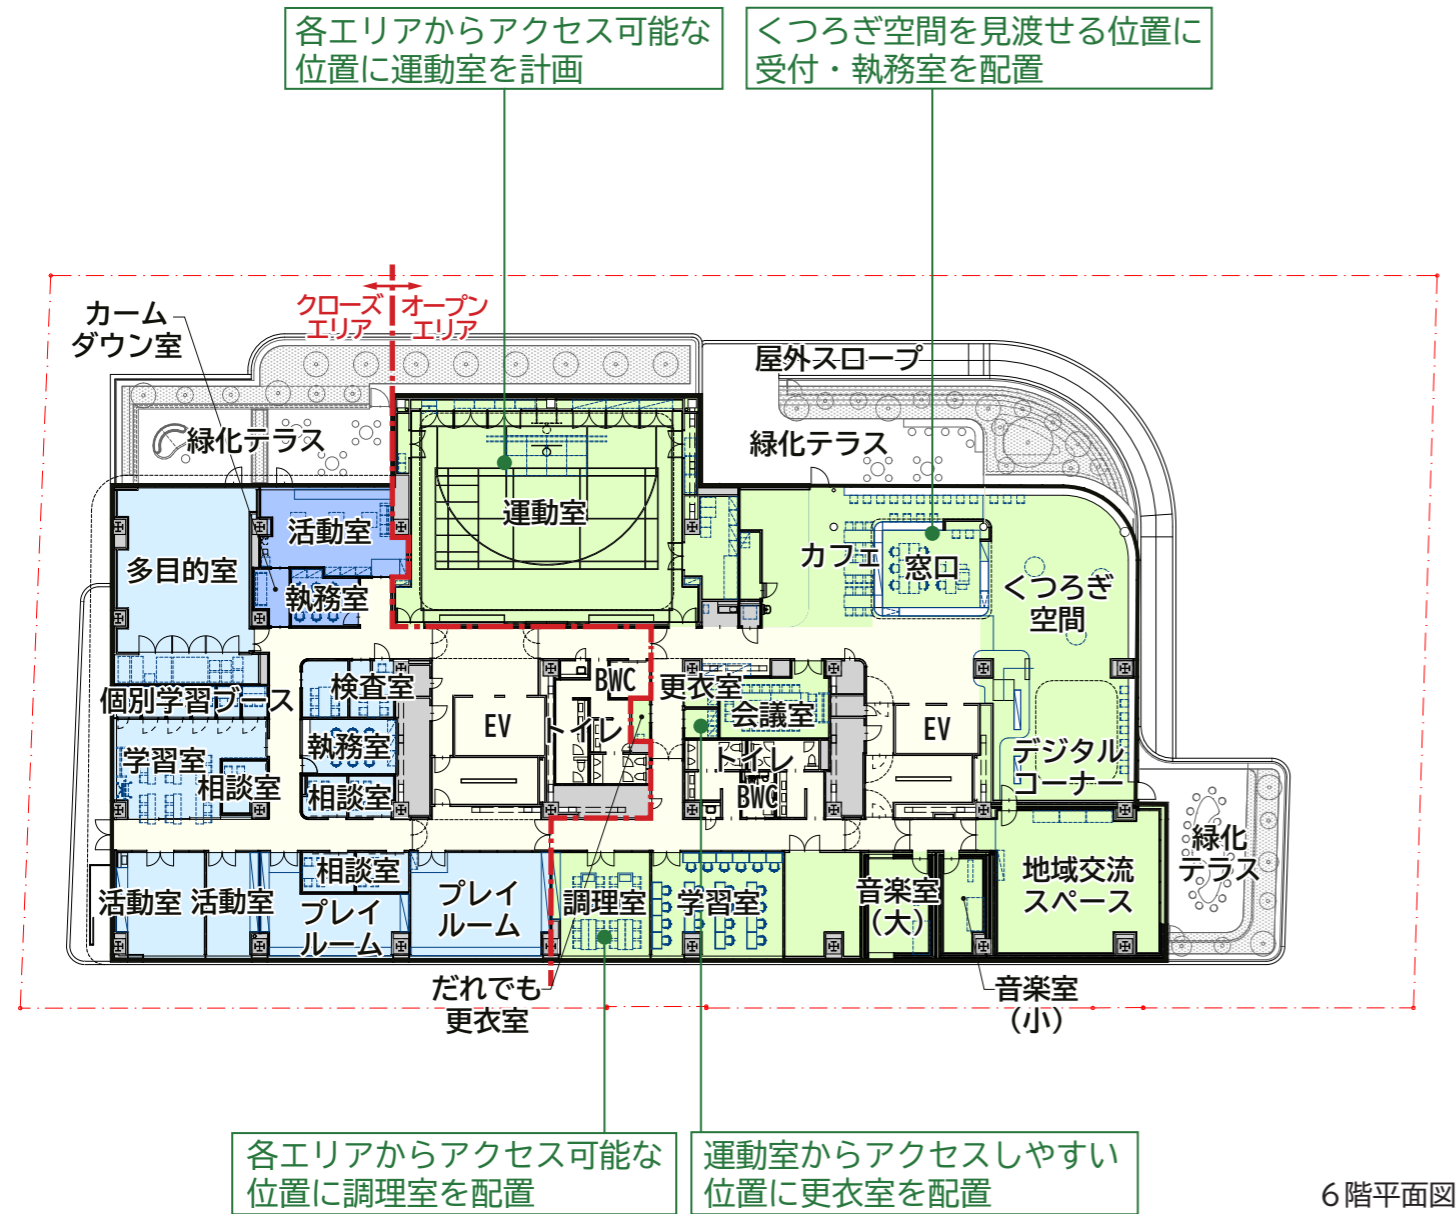 各エリアからアクセス可能な
位置に運動室を計画
くつろぎ空間を見渡せる位置に
受付・執務室を配置
クローズ
エリア
オープン
エリア
カーム
ダウン室
屋外スロープ
緑化テラス
緑化テラス
運動室
活動室
多目的室
執務室
カフェ
窓口
くつろぎ
空間
検査室
BWC
更衣室
個別学習ブース
会議室
EV
トイレ
EV
執務室
学習室
相談室
相談室
トイレ
BWC
デジタル
コーナー
緑化
テラス
相談室
地域交流
スペース
活動室
活動室
プレイ
ルーム
プレイ
ルーム
調理室
学習室
音楽室
（大）
だれでも
更衣室
音楽室
（小）
各エリアからアクセス可能な
位置に調理室を配置
運動室からアクセスしやすい
位置に更衣室を配置
６階平面図